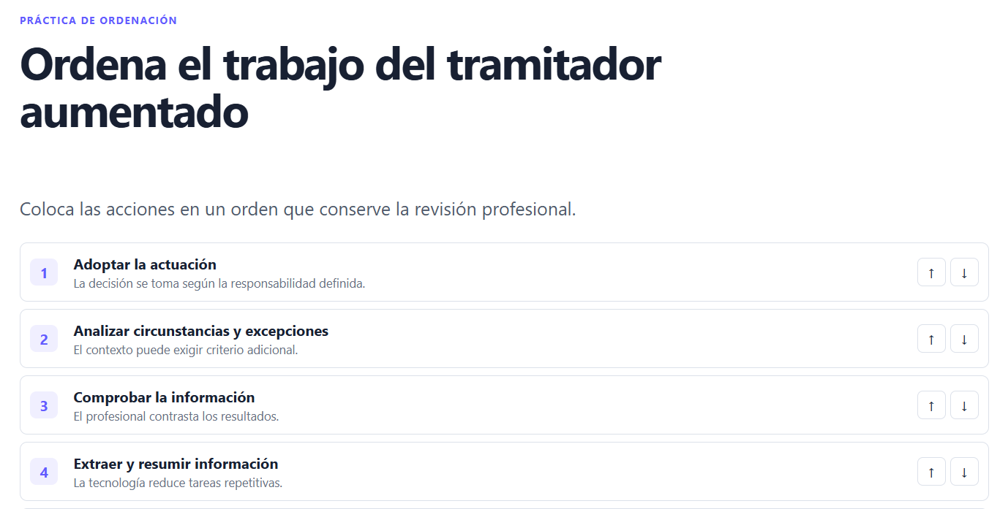 PRÁCTICA DE ORDENACIÓN
Ordena el trabajo del tramitador
aumentado
Coloca las acciones en un orden que conserve la revisión profesional.
1
Adoptar la actuación
La decisión se toma según la responsabilidad definida.
↑ ↓
2
Analizar circunstancias y excepciones
El contexto puede exigir criterio adicional.
↑ ↓
3
Comprobar la información
El profesional contrasta los resultados.
↑ ↓
4
Extraer y resumir información
La tecnología reduce tareas repetitivas.
↑ ↓